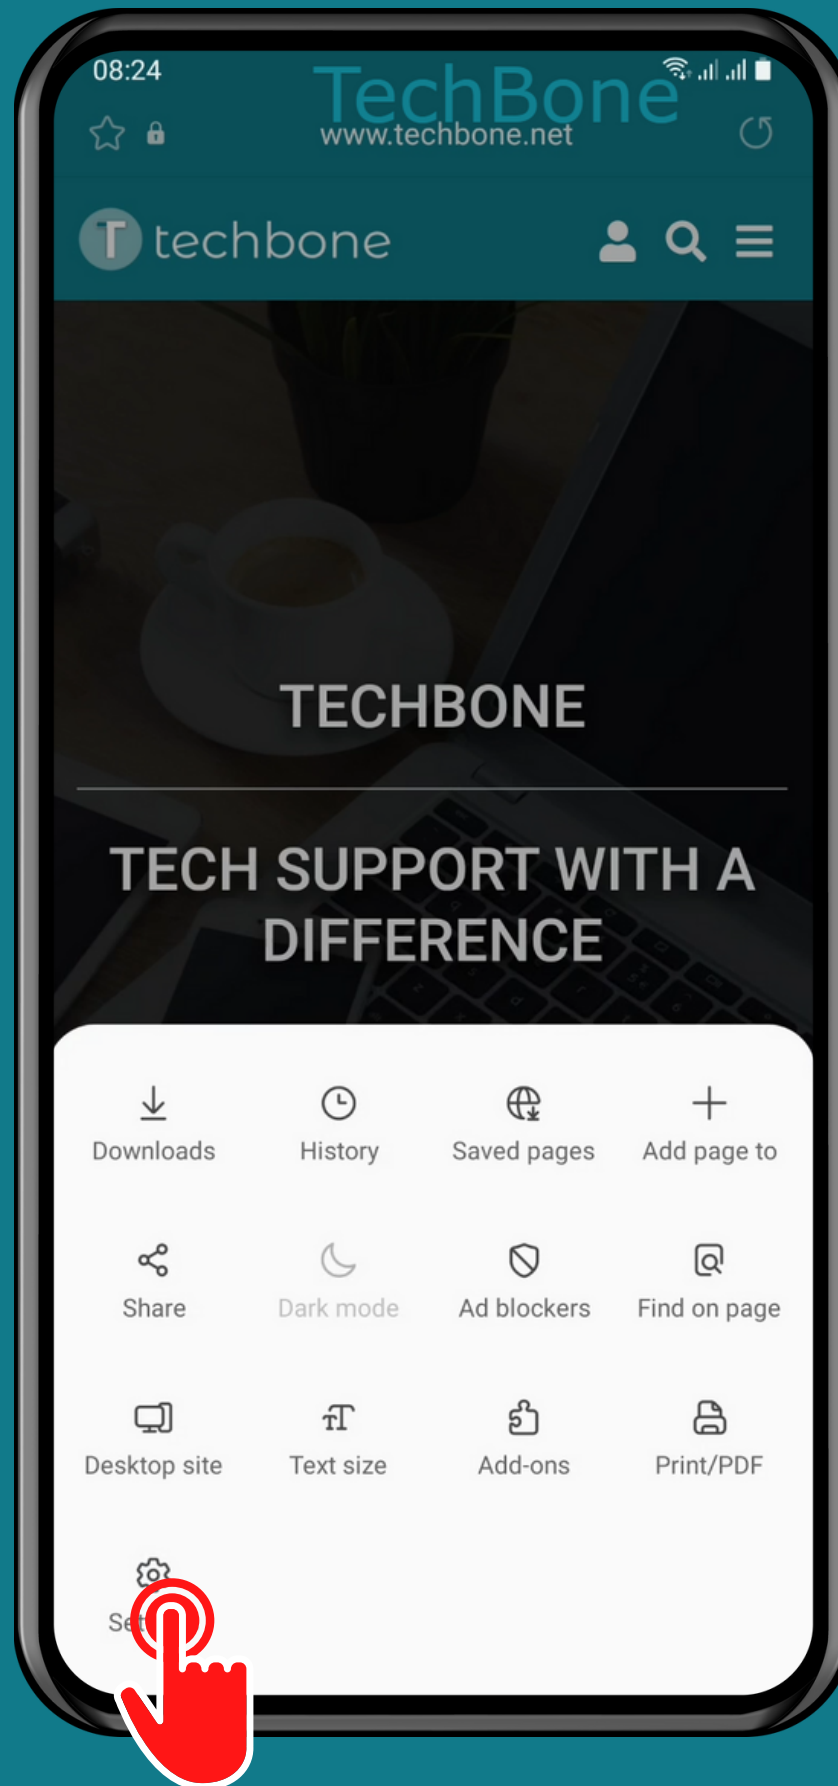 08:24
TechBone
www.techbone.net
T techbone
TECHBONE
TECH SUPPORT WITH A
DIFFERENCE
Downloads History Saved pages Add page to
Share Dark mode Ad blockers Find on page
Desktop site Text size Add-ons Print/PDF